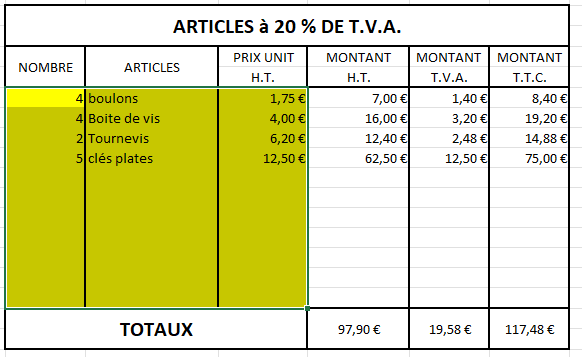 ARTICLES à 20 % DE T.V.A.
NOMBRE ARTICLES PRIX UNIT H.T. MONTANT H.T. MONTANT T.V.A. MONTANT T.T.C.
4 boulons 1,75 € 7,00 € 1,40 € 8,40 €
4 Boite de vis 4,00 € 16,00 € 3,20 € 19,20 €
2 Tournevis 6,20 € 12,40 € 2,48 € 14,88 €
5 clés plates 12,50 € 62,50 € 12,50 € 75,00 €
TOTAUX 97,90 € 19,58 € 117,48 €